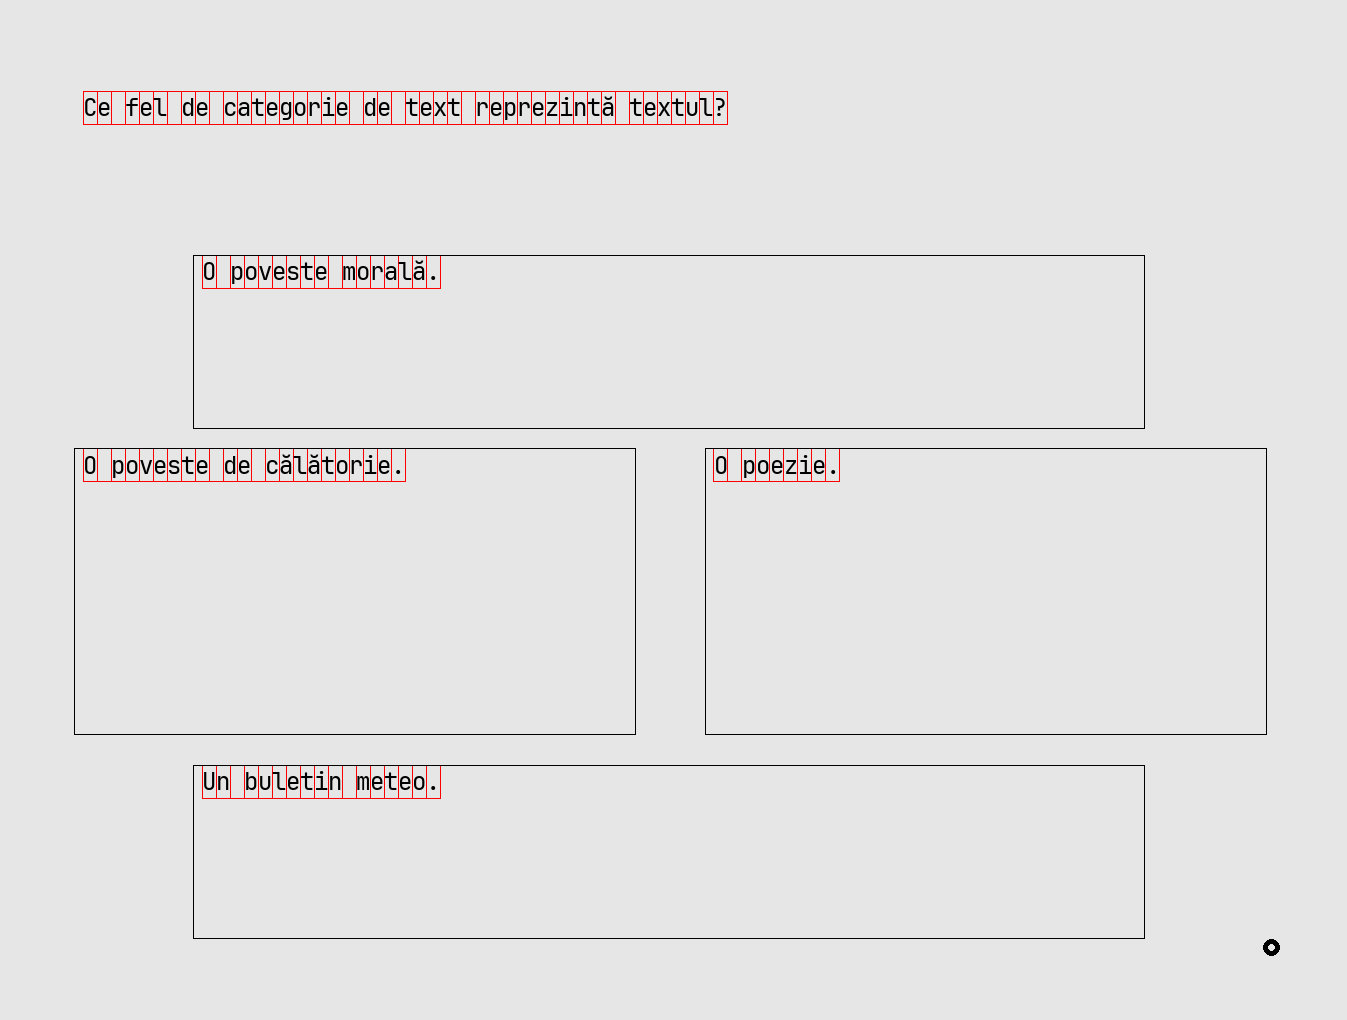 Ce fel de categorie de text reprezintă textul?
O poveste morală.
O poveste de călătorie.
O poezie.
Un buletin meteo.